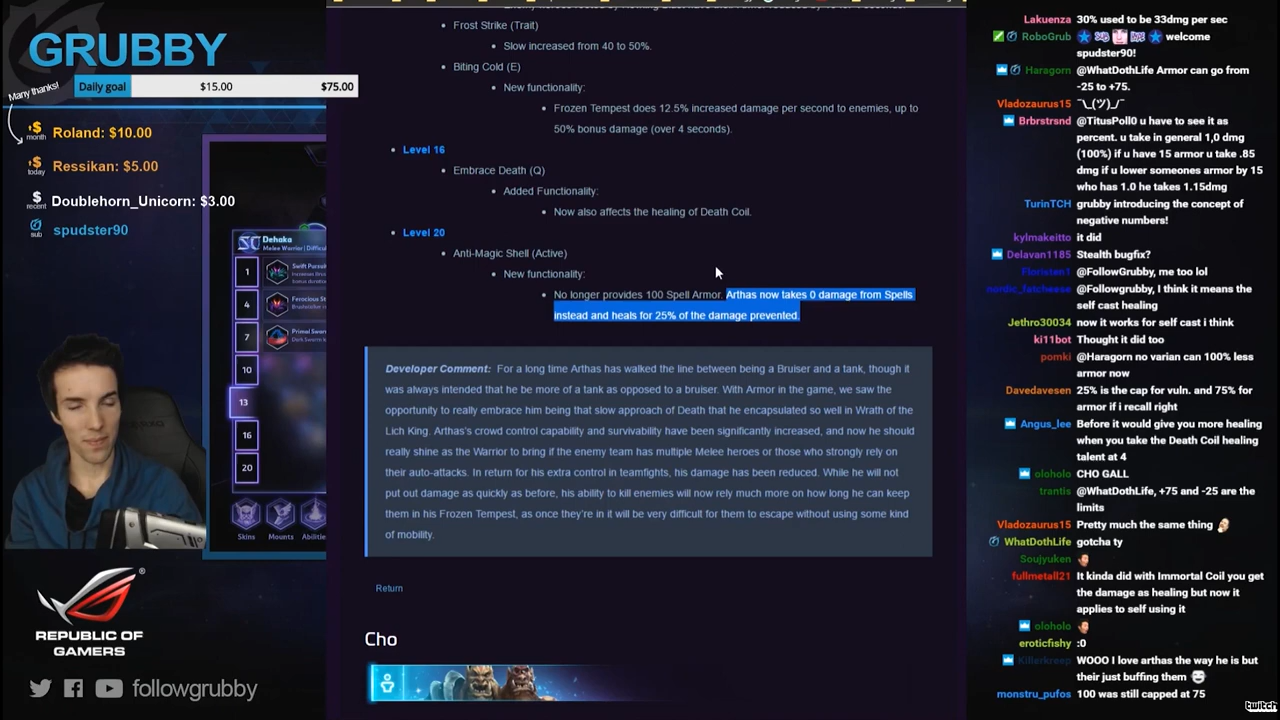 GRUBBY
Many thanks!
Daily goal
$15.00
$75.00
month
Roland: $10.00
today
Ressikan: $5.00
recent
Doublehorn_Unicorn: $3.00
sub
spudster90
Dehaka
1
4
7
10
13
16
20
Skins
Mounts
REPUBLIC OF
GAMERS
followgrubby
Frost Strike (Trait)
Slow increased from 40 to 50%.
Biting Cold (E)
New functionality:
Frozen Tempest does 12.5% increased damage per second to enemies, up to
50% bonus damage (over 4 seconds).
Level 16
Embrace Death (Q)
Added Functionality:
Now also affects the healing of Death Coil.
Level 20
Anti-Magic Shell (Active)
New functionality:
No longer provides 100 Spell Armor. Arthas now takes 0 damage from Spells
instead and heals for 25% of the damage prevented.
Developer Comment: For a long time Arthas has walked the line between being a Bruiser and a tank, though it
was always intended that he be more of a tank as opposed to a bruiser. With Armor in the game, we saw the
opportunity to really embrace him being that slow approach of Death that he encapsulated so well in Wrath of the
Lich King. Arthas's crowd control capability and survivability have been significantly increased, and now he should
really shine as the Warrior to bring if the enemy team has multiple Melee heroes or those who strongly rely on
their auto-attacks. In return for his extra control in teamfights, his damage has been reduced. While he will not
put out damage as quickly as before, his ability to kill enemies will now rely much more on how long he can keep
them in his Frozen Tempest, as once they're in it will be very difficult for them to escape without using some kind
of mobility.
Return
Cho
Lakuenza 30% used to be 33dmg per sec
RoboGrub welcome
spudster90!
Haragorn @WhatDothLife Armor can go from
-25 to +75.
Vladozaurus15 ¯\_(ツ)_/¯
Brbrstrsnd @TitusPoll0 u have to see it as
percent. u take in general 1,0 dmg
(100%) if u have 15 armor u take .85
dmg if u lower someones armor by 15
who has 1.0 he takes 1.15dmg
TurinTCH grubby introducing the concept of
negative numbers!
kylmakeitto it did
Delavan1185 Stealth bugfix?
Floristen1 @FollowGrubby, me too lol
nordic_fatcheese @Grubby, I think it means the
self cast healing
Jethro30034 now it works for self cast i think
ki11bot Thought it did too
pomki @Haragorn no varian can 100% less
armor now
Davedavesen 25% is the cap for vuln. and 75% for
armor if i recall right
Angus_lee Before it would give you more healing
when you take the Death Coil healing
talent at 4
oloholo CHO GALL
trantis @WhatDothLife, +75 and -25 are the
limits
Vladozaurus15 Pretty much the same thing
WhatDothLife gotcha ty
Soujyuken
fullmetall21 It kinda did with Immortal Coil you get
the damage as healing but now it
applies to self using it
oloholo
eroticfishy :0
Killerkreep WOOO I love arthas the way he is but
their just buffing them
monstru_pufos 100 was still capped at 75
twitch